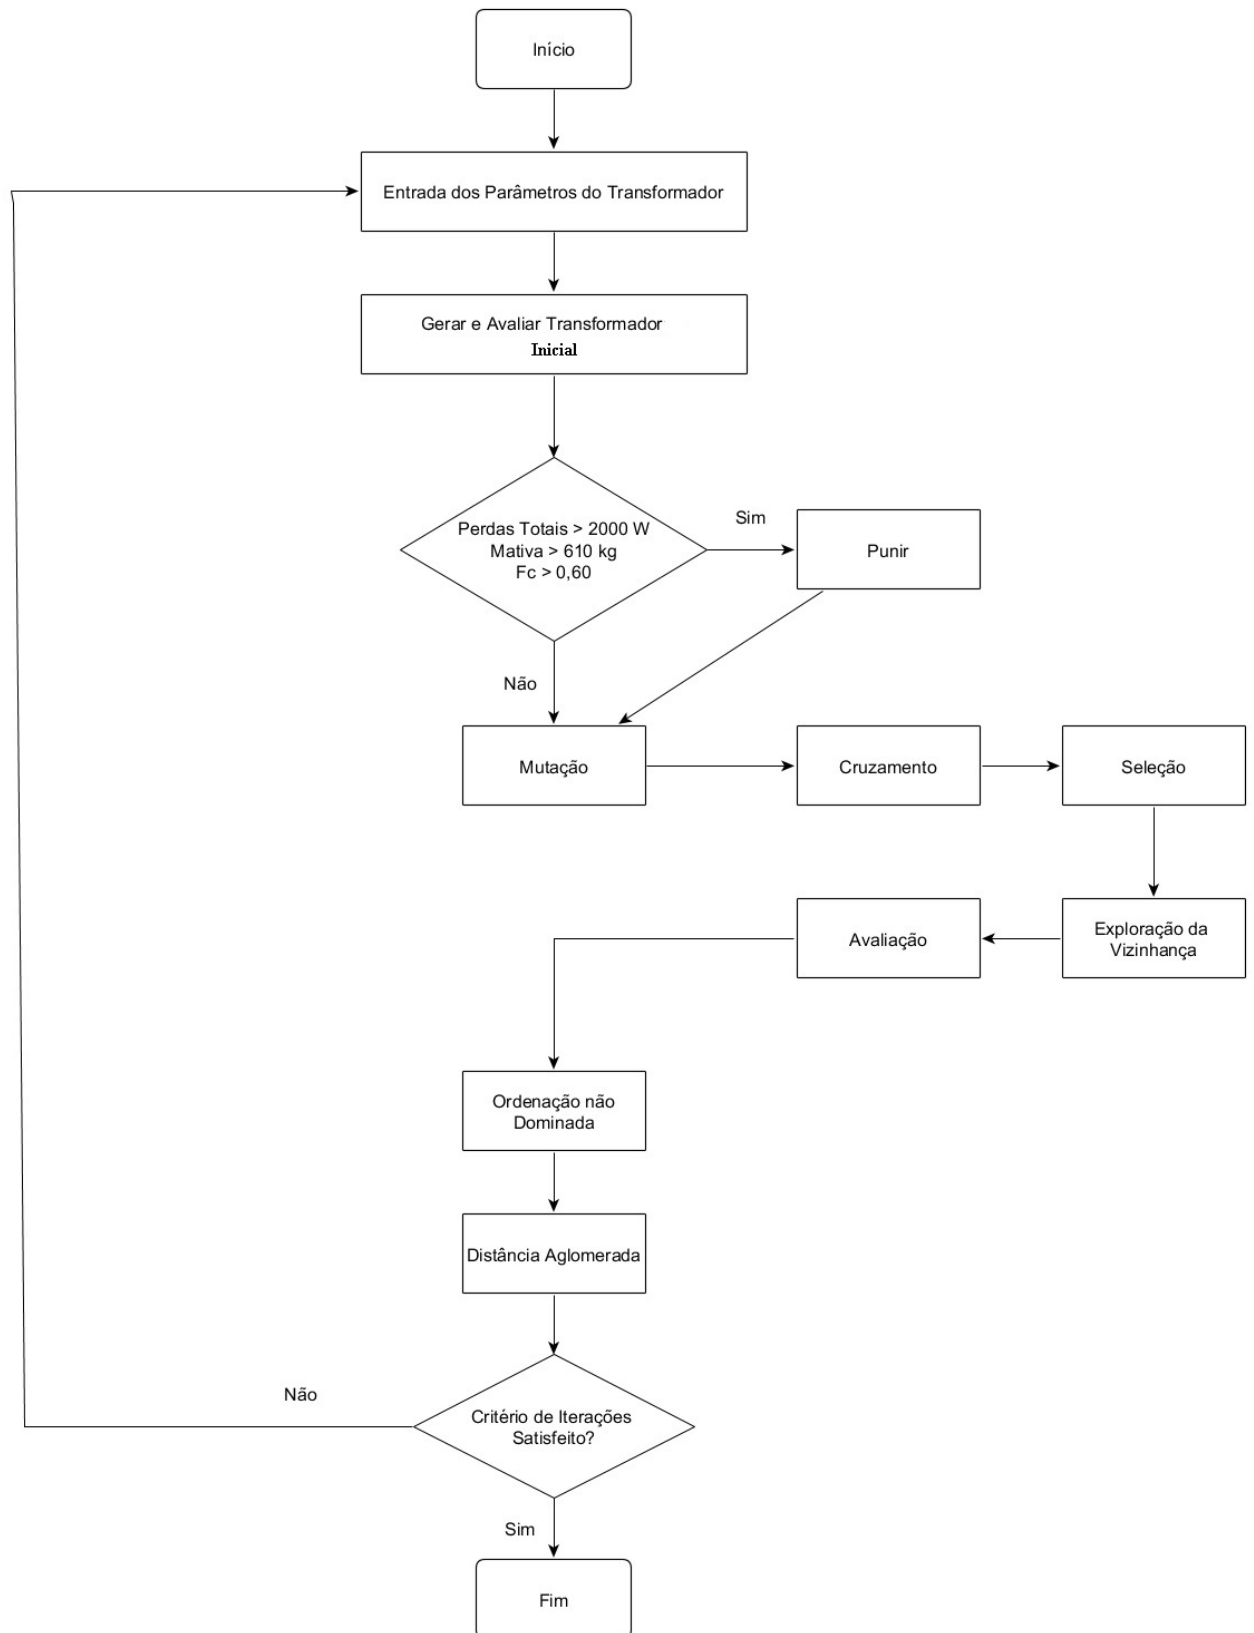 Início
Entrada dos Parâmetros do Transformador
Gerar e Avaliar Transformador
Inicial
Perdas Totais > 2000 W
Mativa > 610 kg
Fc > 0,60
Sim
Punir
Não
Mutação
Cruzamento
Seleção
Exploração da
Vizinhança
Avaliação
Ordenação não
Dominada
Distância Aglomerada
Critério de Iterações
Satisfeito?
Não
Sim
Fim